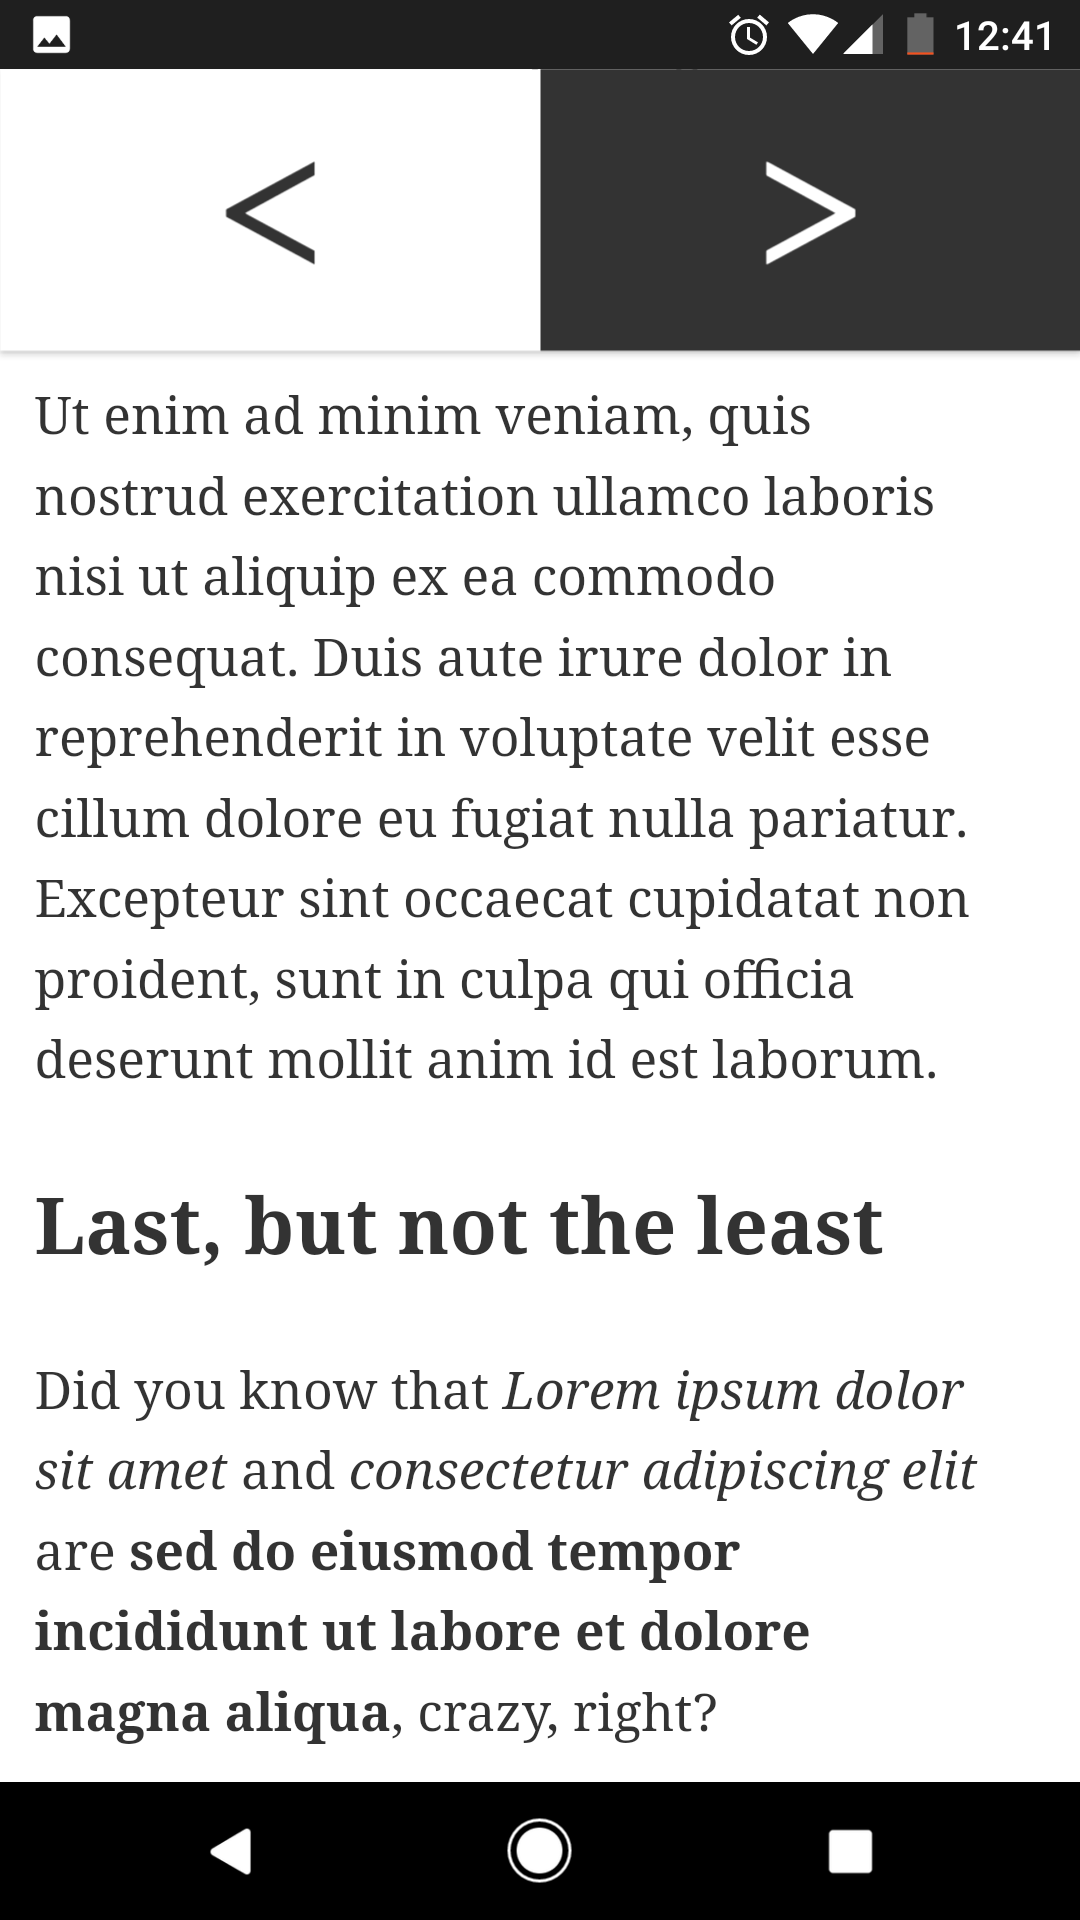 12:41
< >
Ut enim ad minim veniam, quis
nostrud exercitation ullamco laboris
nisi ut aliquip ex ea commodo
consequat. Duis aute irure dolor in
reprehenderit in voluptate velit esse
cillum dolore eu fugiat nulla pariatur.
Excepteur sint occaecat cupidatat non
proident, sunt in culpa qui officia
deserunt mollit anim id est laborum.
Last, but not the least
Did you know that Lorem ipsum dolor
sit amet and consectetur adipiscing elit
are sed do eiusmod tempor
incididunt ut labore et dolore
magna aliqua, crazy, right?